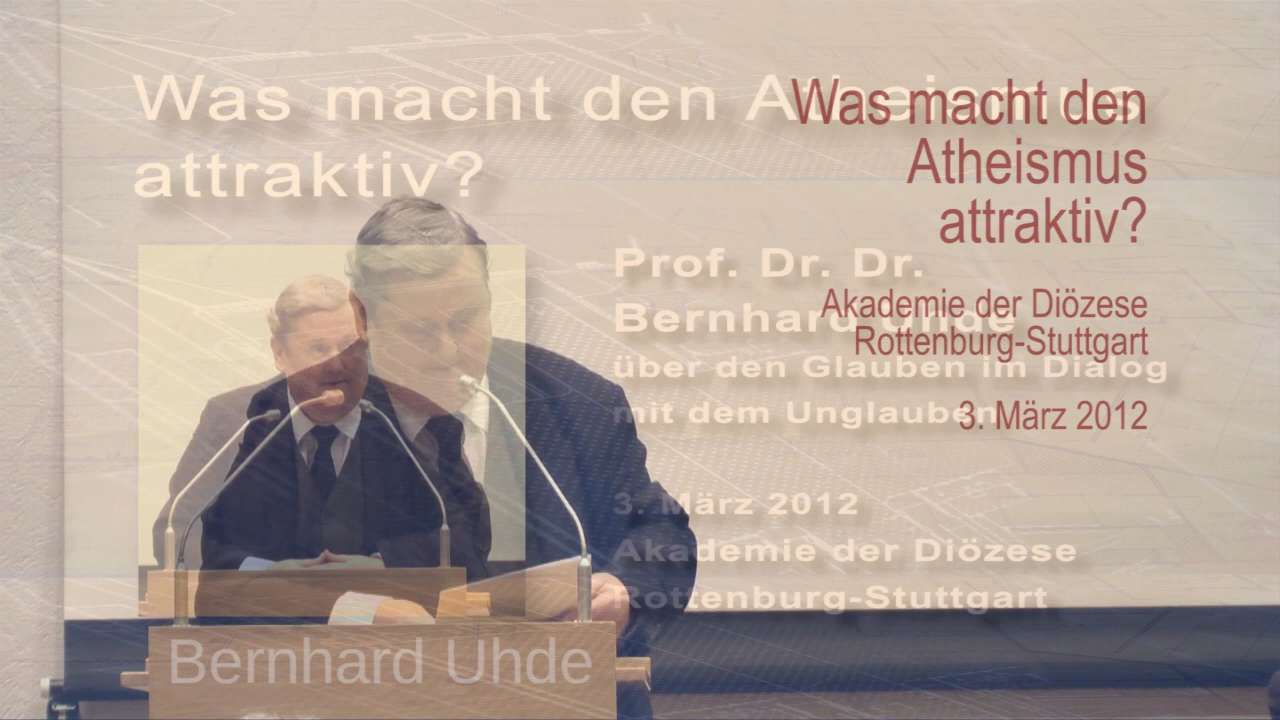 Was macht den Atheismus
attraktiv?
Prof. Dr. Dr.
Bernhard Uhde
über den Glauben im Dialog
mit dem Unglauben
3. März 2012
Akademie der Diözese
Rottenburg-Stuttgart
Was macht den
Atheismus
attraktiv?
Akademie der Diözese
Rottenburg-Stuttgart
3. März 2012
Bernhard Uhde